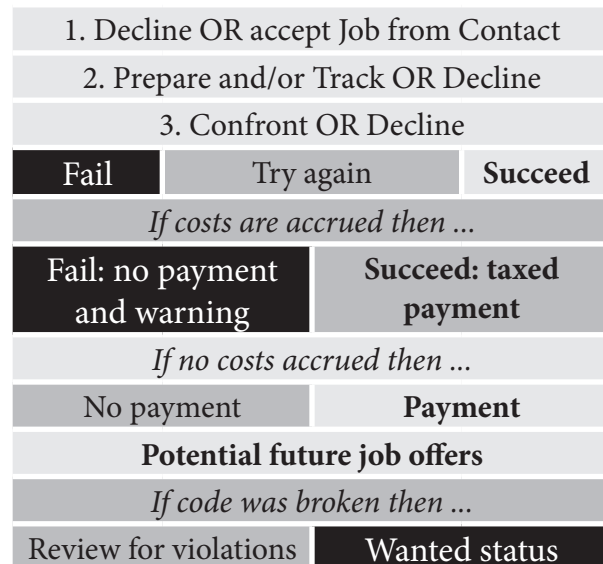 1. Decline OR accept Job from Contact
2. Prepare and/or Track OR Decline
3. Confront OR Decline
Fail
Try again
Succeed
If costs are accrued then ...
Fail: no payment
and warning
Succeed: taxed
payment
If no costs accrued then ...
No payment
Payment
Potential future job offers
If code was broken then ...
Review for violations
Wanted status